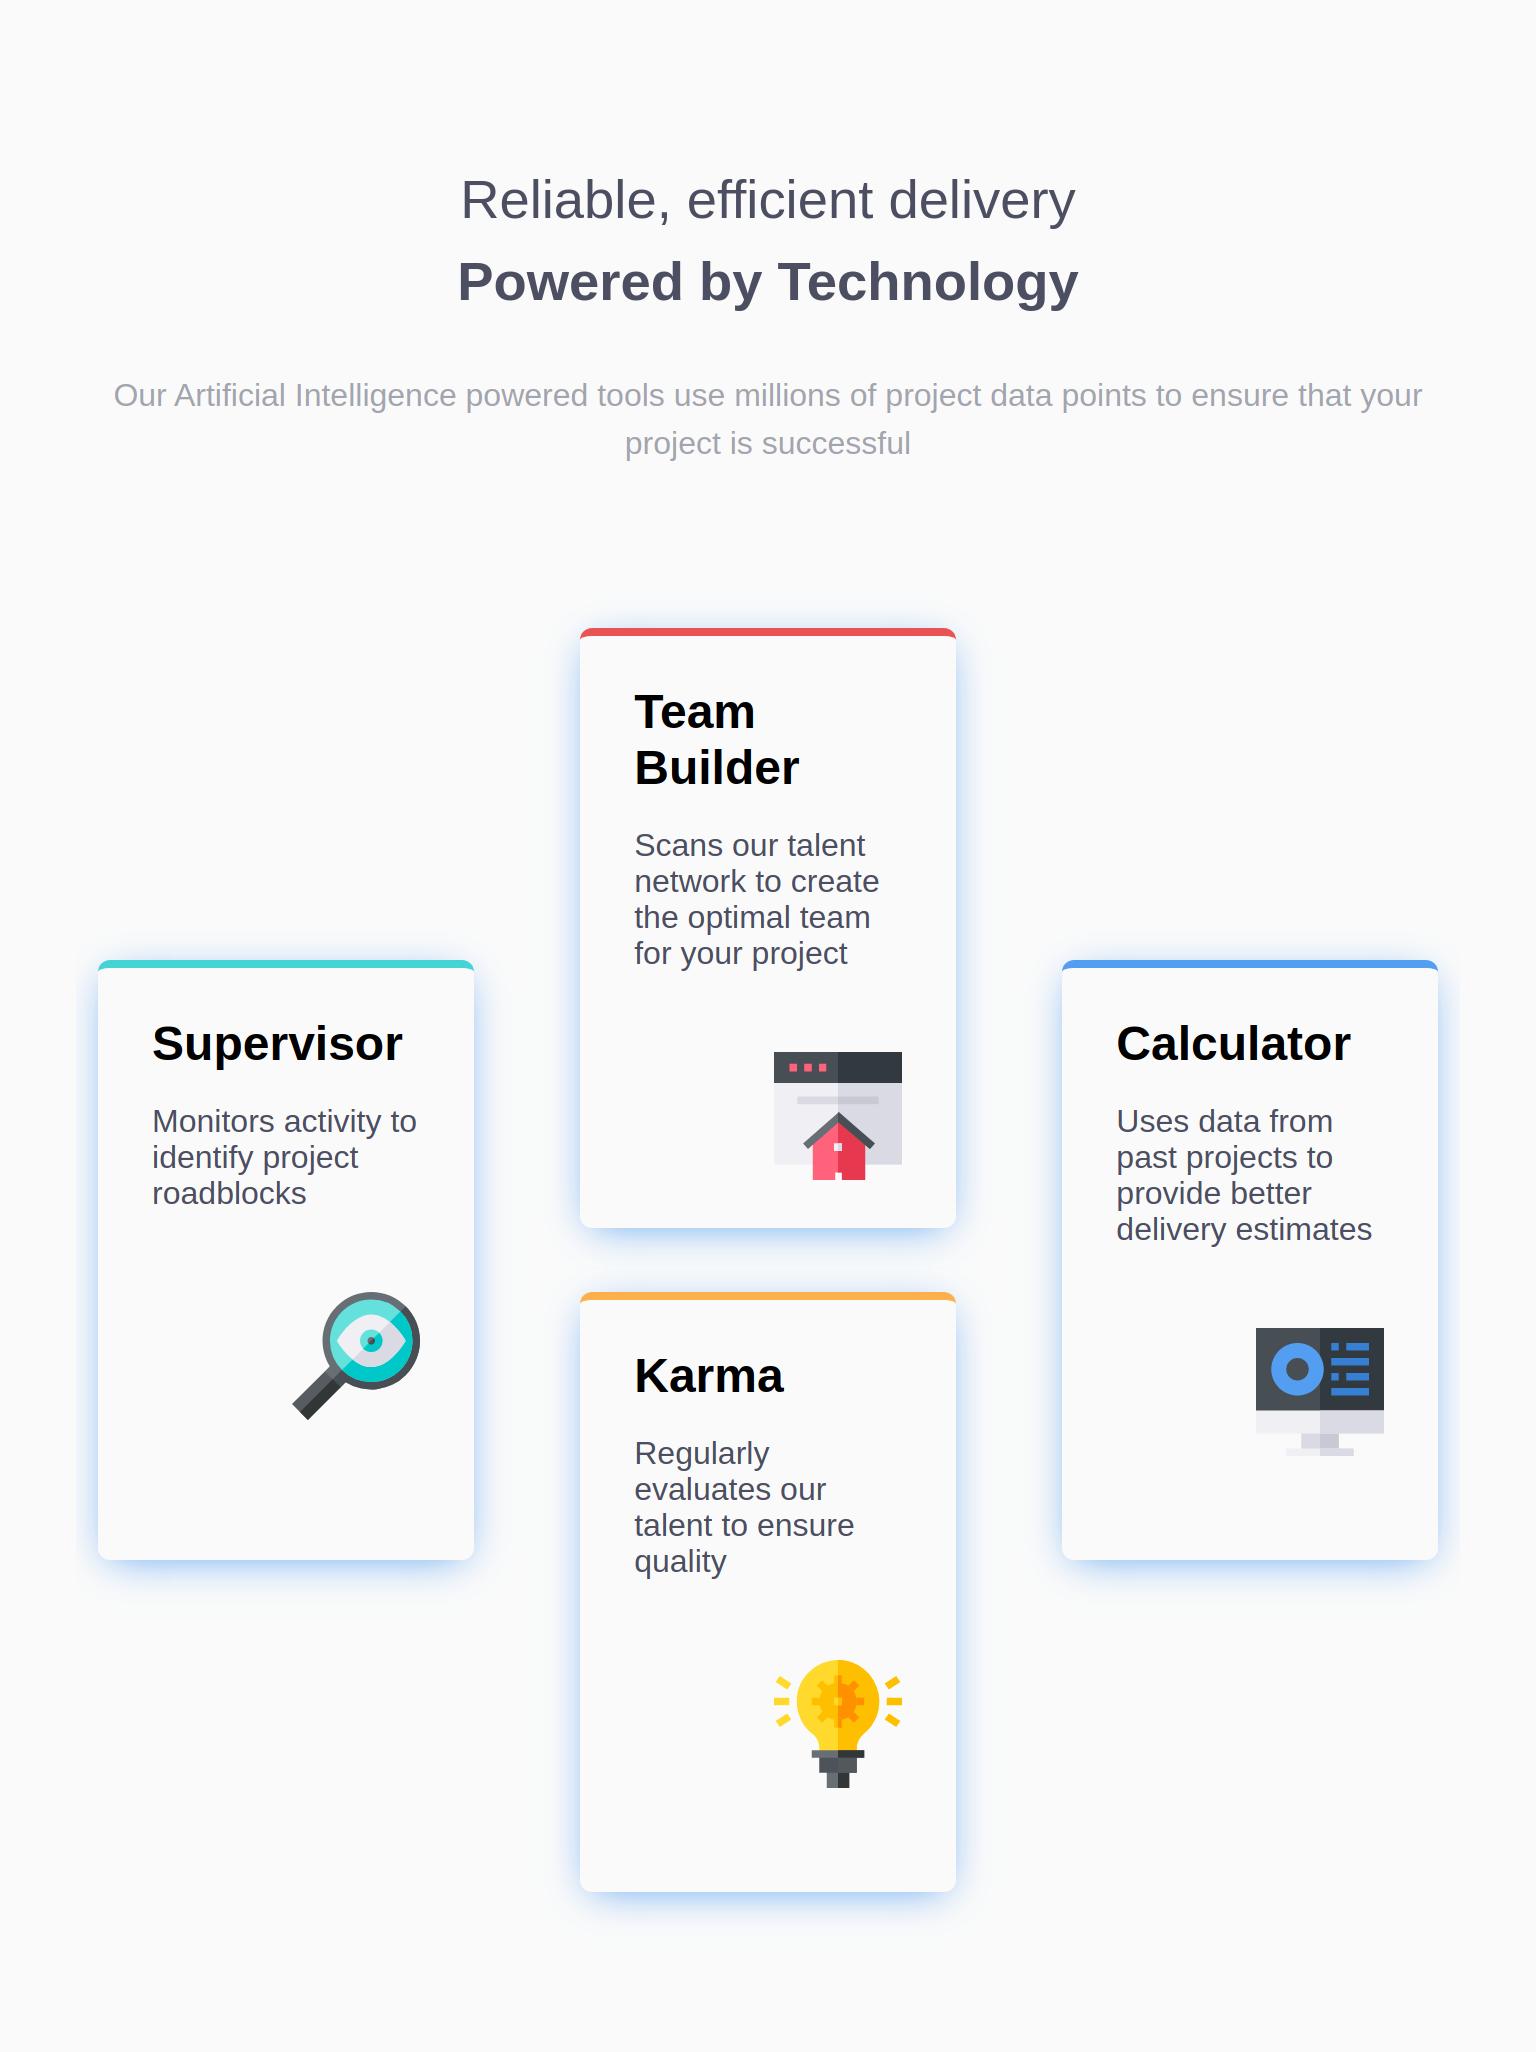 Reliable, efficient delivery
Powered by Technology
Our Artificial Intelligence powered tools use millions of project data points to ensure that your
project is successful
Supervisor
Monitors activity to
identify project
roadblocks
Team
Builder
Scans our talent
network to create
the optimal team
for your project
Karma
Regularly
evaluates our
talent to ensure
quality
Calculator
Uses data from
past projects to
provide better
delivery estimates